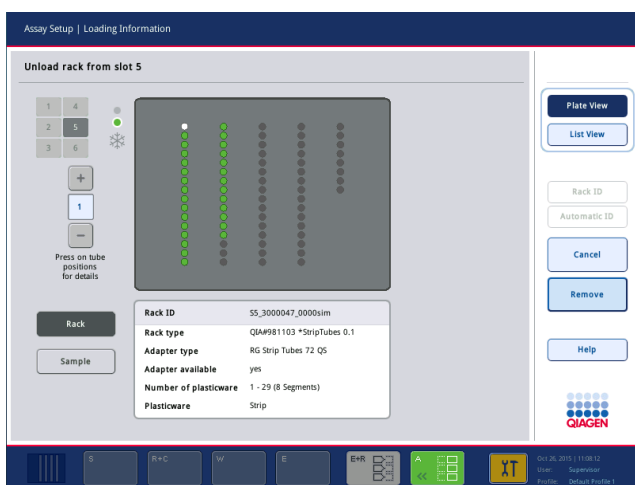 Assay Setup | Loading Information
Unload rack from slot 5
1 4
2 5
3 6
+
1
−
Press on tube
positions
for details
Rack
Sample
Rack ID S5_3000047_0000sim
Rack type QIA#981103 *StripTubes 0.1
Adapter type RG Strip Tubes 72 QS
Adapter available yes
Number of plasticware 1 - 29 (8 Segments)
Plasticware Strip
Plate View
List View
Rack ID
Automatic ID
Cancel
Remove
Help
QIAGEN
S R+C W E E+R A
Oct 26, 2015 | 11:08:12
User: Supervisor
Profile: Default Profile 1